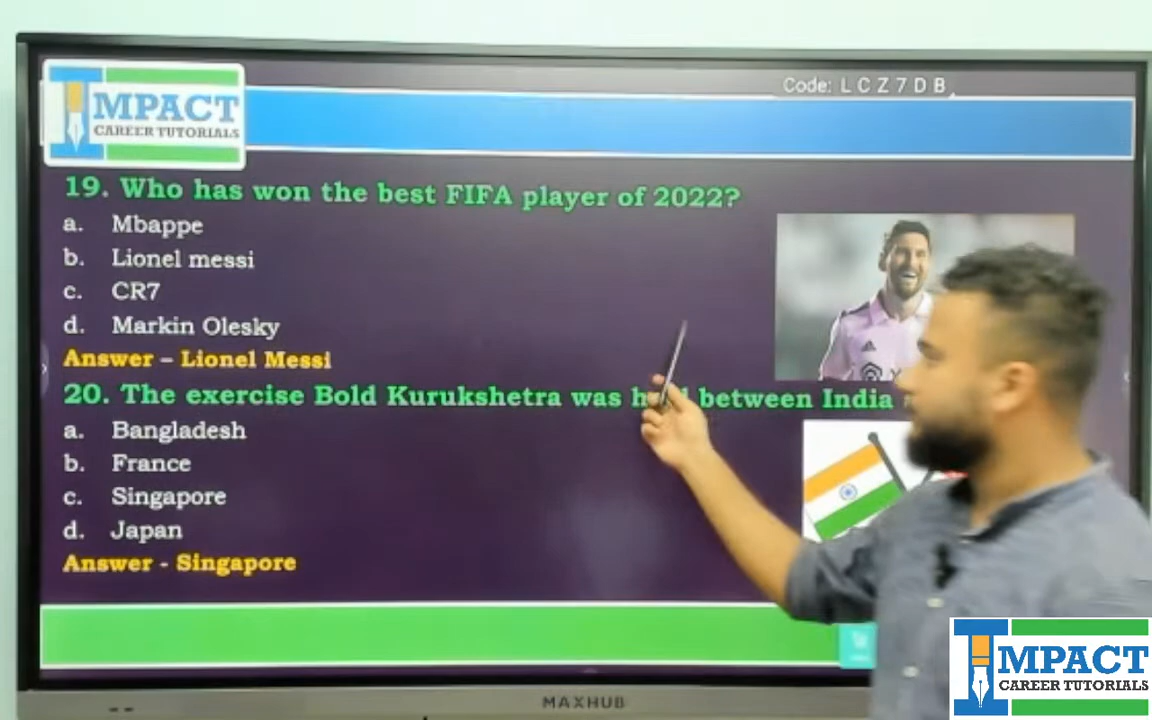 Code: L C Z 7 D B
IMPACT
CAREER TUTORIALS
19. Who has won the best FIFA player of 2022?
a. Mbappe
b. Lionel messi
c. CR7
d. Markin Olesky
Answer – Lionel Messi
20. The exercise Bold Kurukshetra was between India
a. Bangladesh
b. France
c. Singapore
d. Japan
Answer - Singapore
MAXHUB
IMPACT
CAREER TUTORIALS